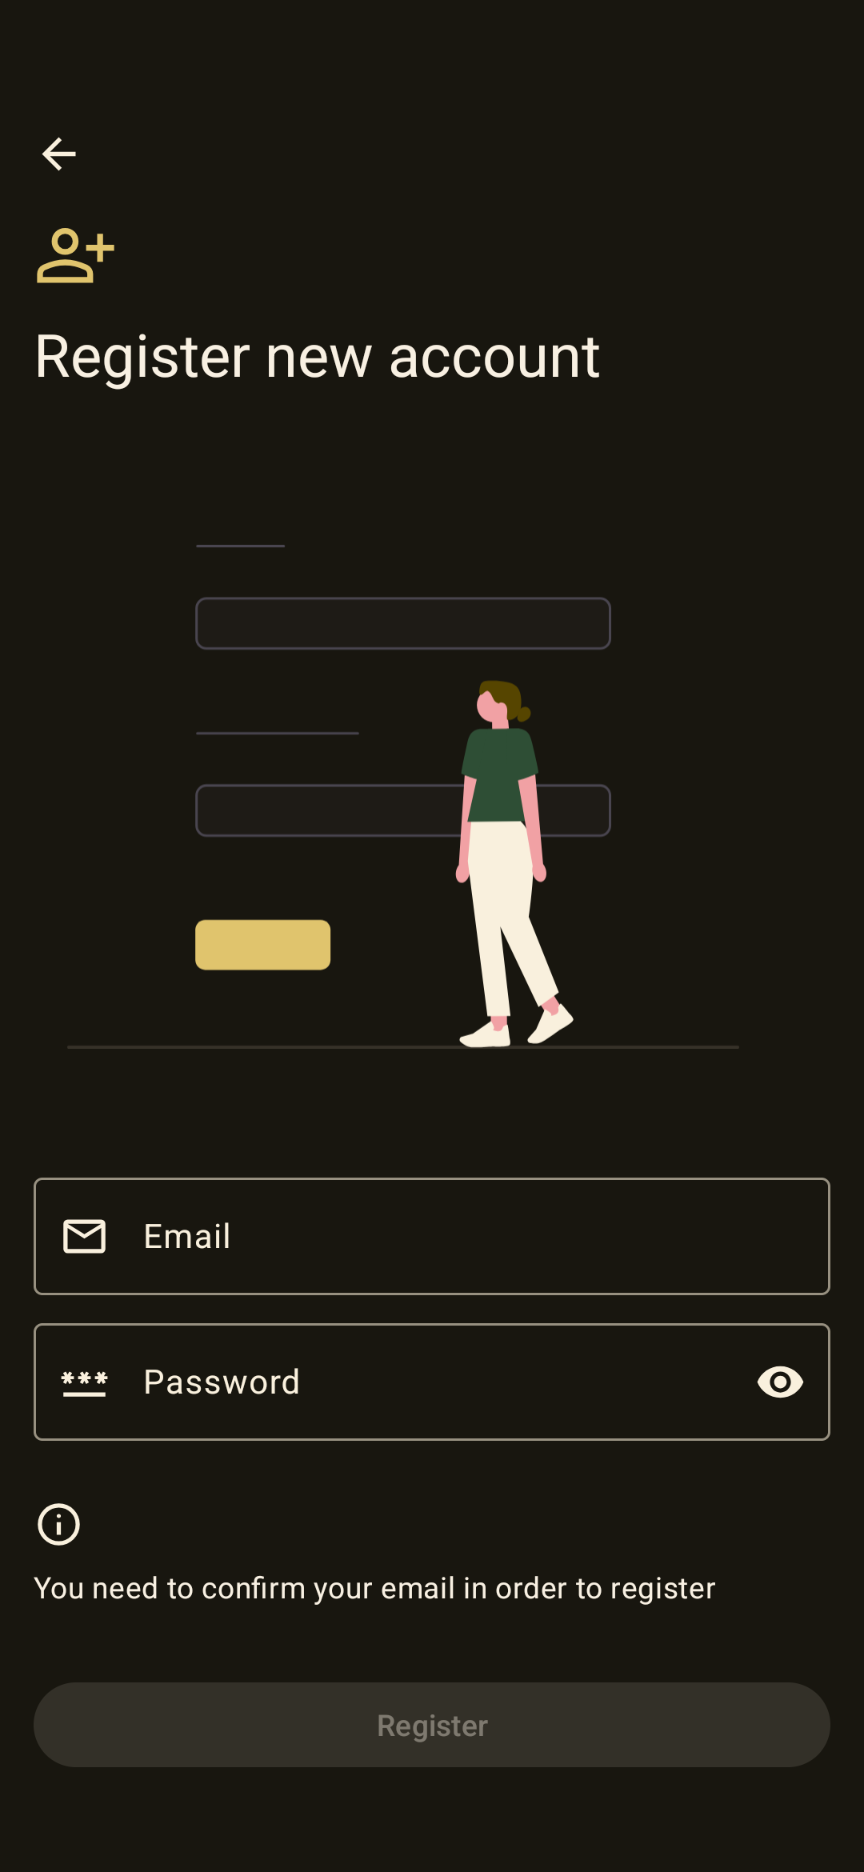 Register new account
Email
Password
You need to confirm your email in order to register
Register